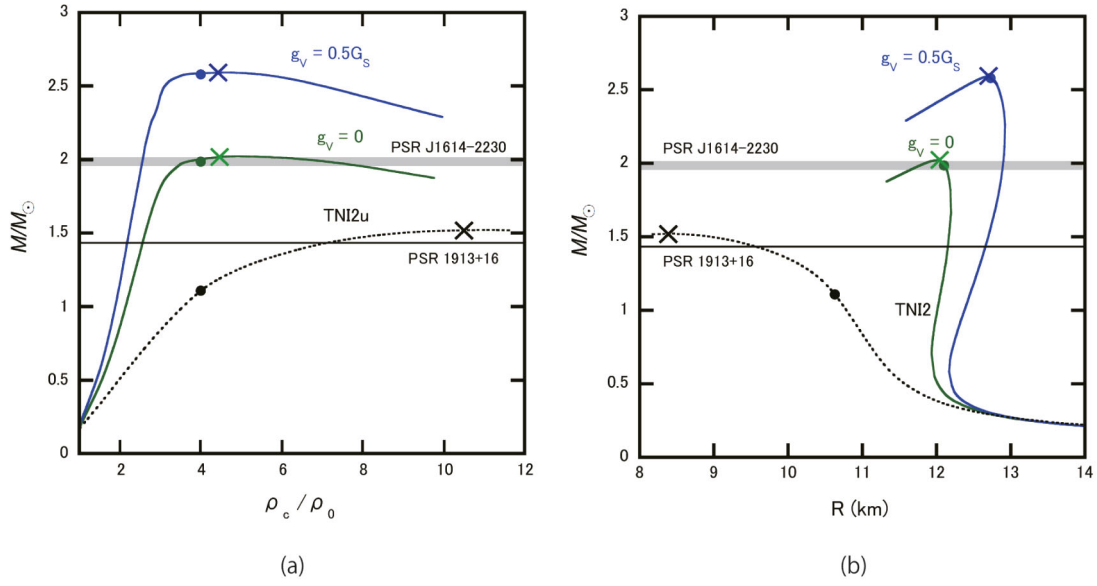 3
2.5
2
1.5
1
0.5
0
M/M☉
g_V = 0.5G_S
g_V = 0
PSR J1614−2230
TNI2u
PSR 1913+16
2 4 6 8 10 12
ρ_c / ρ_0
(a)
3
2.5
2
1.5
1
0.5
0
M/M☉
g_V = 0.5G_S
PSR J1614−2230
g_V = 0
PSR 1913+16
TNI2
8 9 10 11 12 13 14
R (km)
(b)